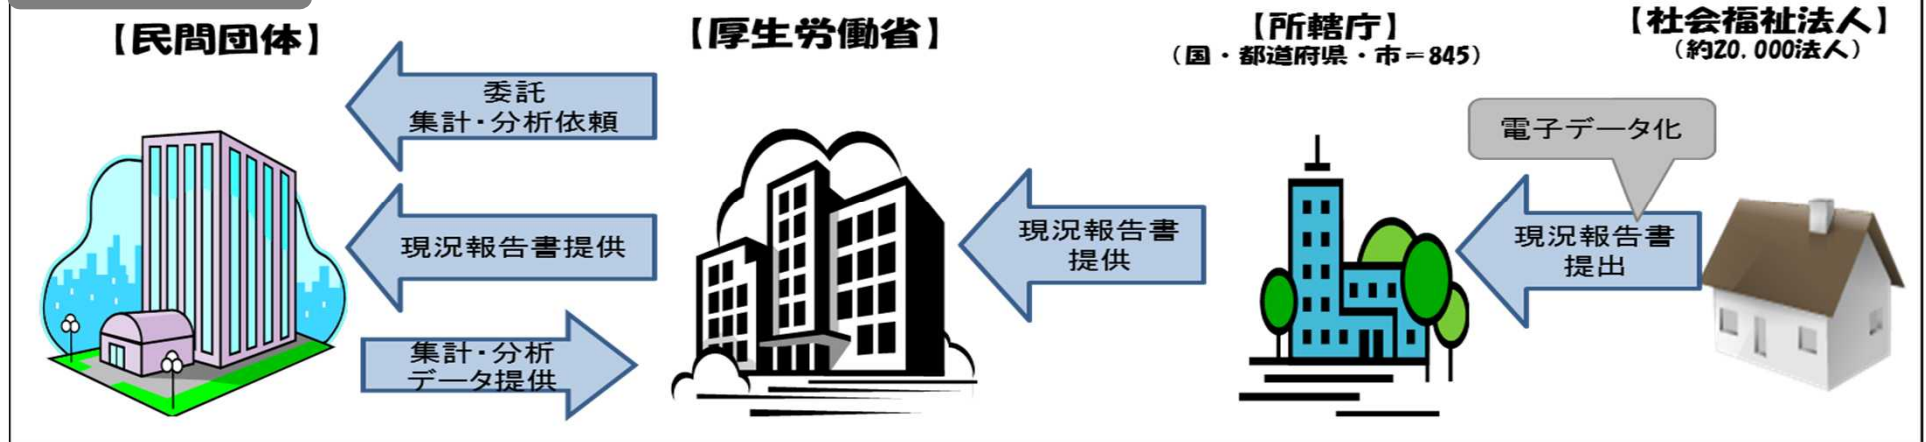 【民間団体】
【厚生労働省】
【所轄庁】
(国・都道府県・市=845)
【社会福祉法人】
(約20.000法人)
委託
集計・分析依頼
電子データ化
現況報告書提供
現況報告書
提供
現況報告書
提出
集計・分析
データ提供